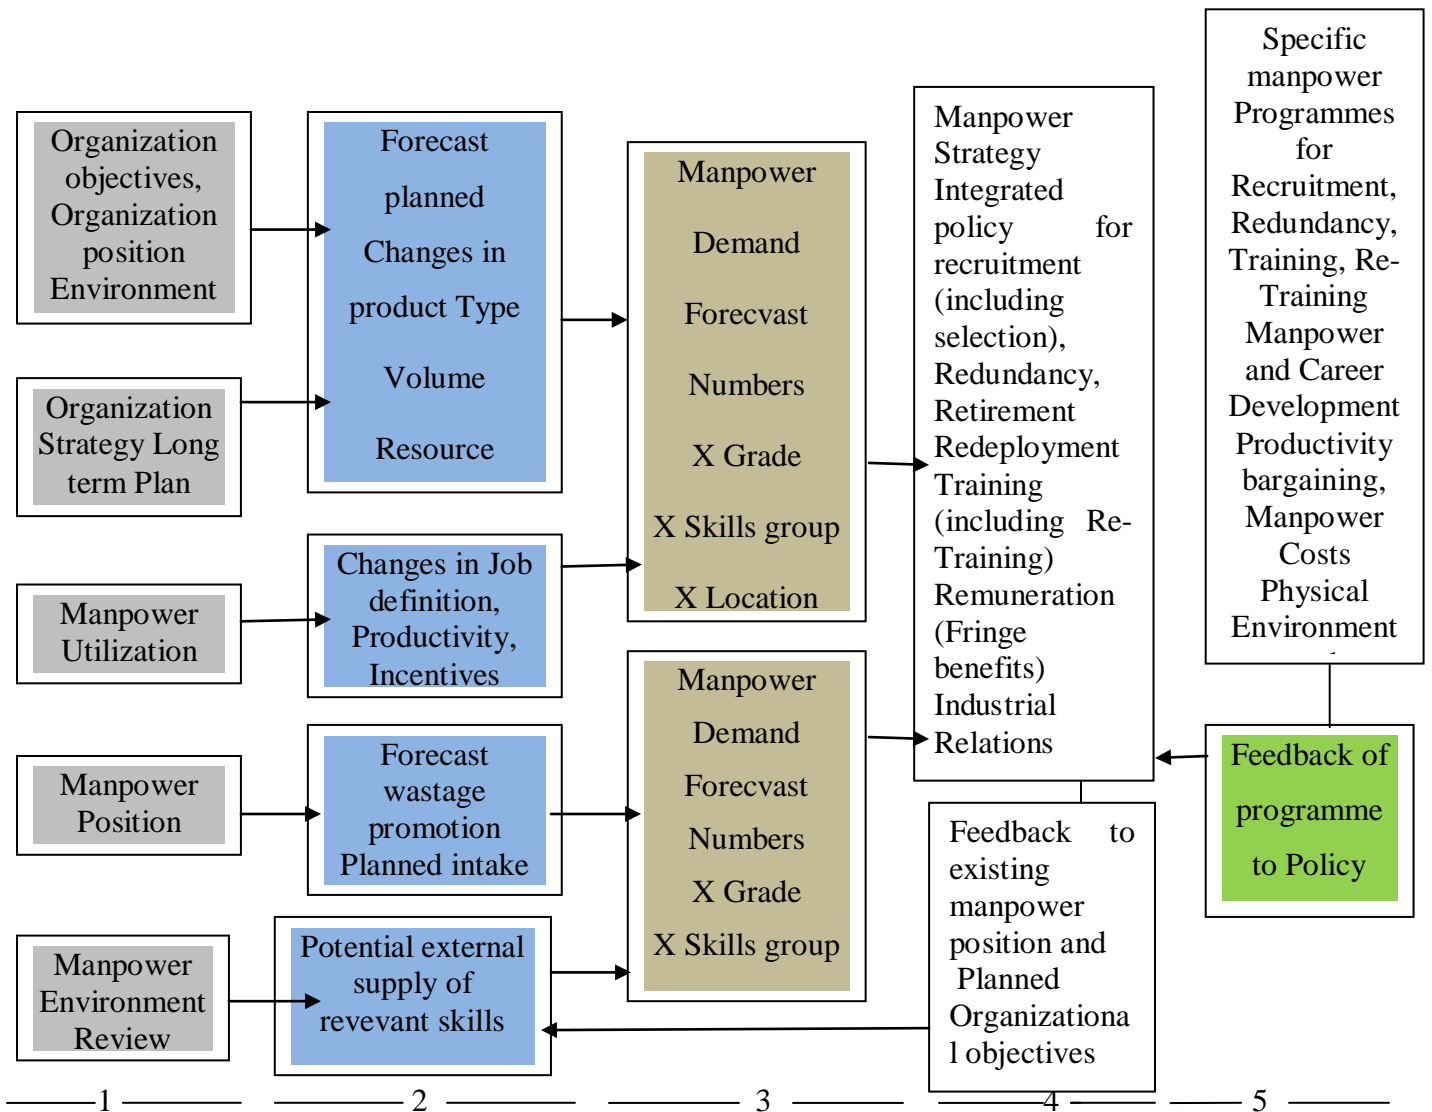 Organization
objectives,
Organization
position
Environment
Organization
Strategy Long
term Plan
Manpower
Utilization
Manpower
Position
Manpower
Environment
Review
Forecast
planned
Changes in
product Type
Volume
Resource
Changes in Job
definition,
Productivity,
Incentives
Forecast
wastage
promotion
Planned intake
Potential external
supply of
revevant skills
Manpower
Demand
Forecvast
Numbers
X Grade
X Skills group
X Location
Manpower
Demand
Forecvast
Numbers
X Grade
X Skills group
Manpower
Strategy
Integrated
policy for
recruitment
(including
selection),
Redundancy,
Retirement
Redeployment
Training
(including Re-
Training)
Remuneration
(Fringe
benefits)
Industrial
Relations
Feedback to
existing
manpower
position and
Planned
Organizationa
l objectives
Specific
manpower
Programmes
for
Recruitment,
Redundancy,
Training, Re-
Training
Manpower
and Career
Development
Productivity
bargaining,
Manpower
Costs
Physical
Environment
Feedback of
programme
to Policy
1 2 3 4 5